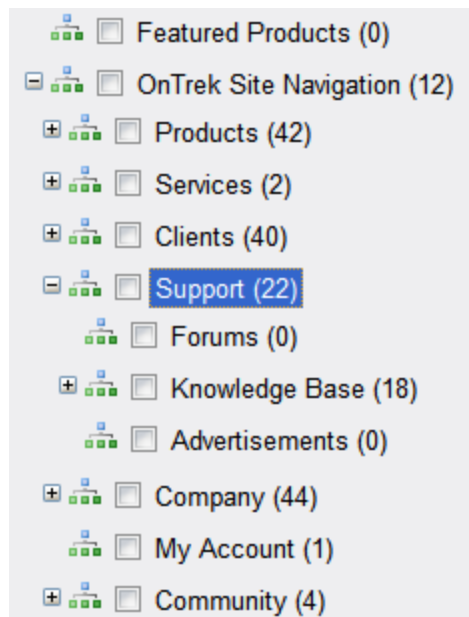 Featured Products (0)
OnTrek Site Navigation (12)
Products (42)
Services (2)
Clients (40)
Support (22)
Forums (0)
Knowledge Base (18)
Advertisements (0)
Company (44)
My Account (1)
Community (4)